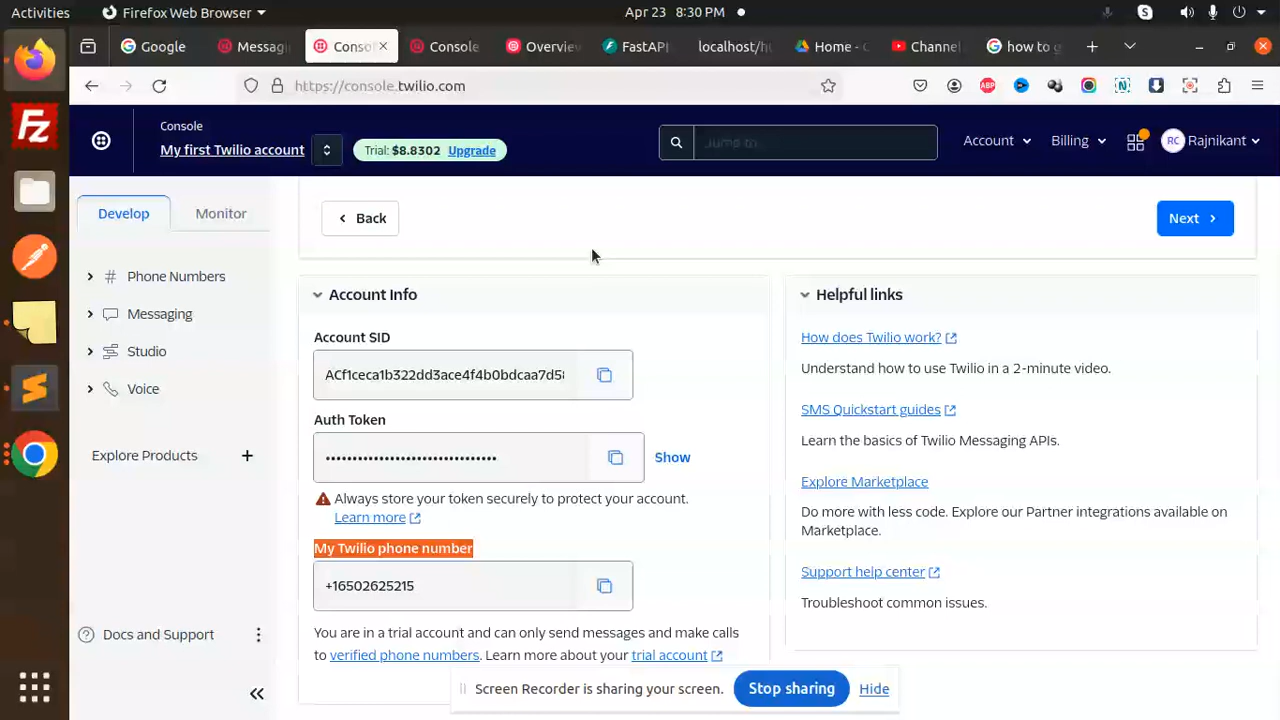 Activities
Firefox Web Browser
Apr 23 8:30 PM
Google
Messagi
Conso
Console
Overview
FastAPI
localhost/h
Home -
Channel
how to g
https://console.twilio.com
Console
My first Twilio account
Trial: $8.8302 Upgrade
Jump to...
Account
Billing
RC
Rajnikant
Develop
Monitor
Phone Numbers
Messaging
Studio
Voice
Explore Products
Docs and Support
Back
Next
Account Info
Account SID
ACf1ceca1b322dd3ace4f4b0bdcaa7d58
Auth Token
••••••••••••••••••••••••••••••••
Show
Always store your token securely to protect your account.
Learn more
My Twilio phone number
+16502625215
You are in a trial account and can only send messages and make calls
to verified phone numbers. Learn more about your trial account
Helpful links
How does Twilio work?
Understand how to use Twilio in a 2-minute video.
SMS Quickstart guides
Learn the basics of Twilio Messaging APIs.
Explore Marketplace
Do more with less code. Explore our Partner integrations available on
Marketplace.
Support help center
Troubleshoot common issues.
Screen Recorder is sharing your screen.
Stop sharing
Hide